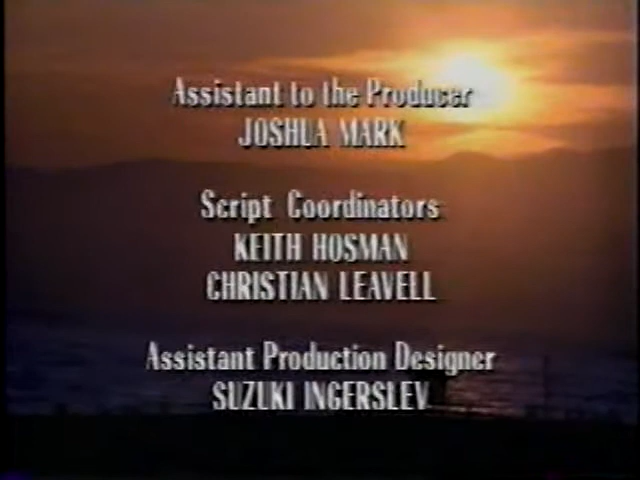 Assistant to the Producer
JOSHUA MARK
Script Coordinators
KEITH HOSMAN
CHRISTIAN LEAVELL
Assistant Production Designer
SUZUKI INGERSLEV